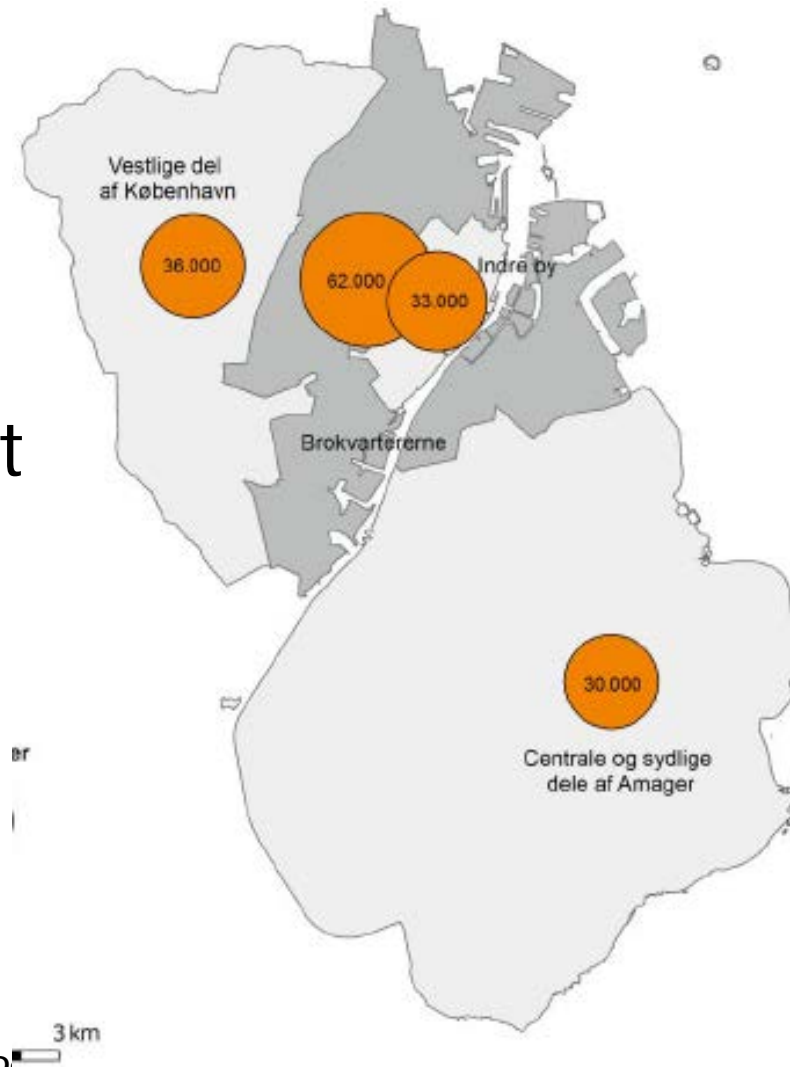 Vestlige del
af København
36.000
62.000
33.000
Indre by
t
Brokvartererne
30.000
er
Centrale og sydlige
dele af Amager
3 km